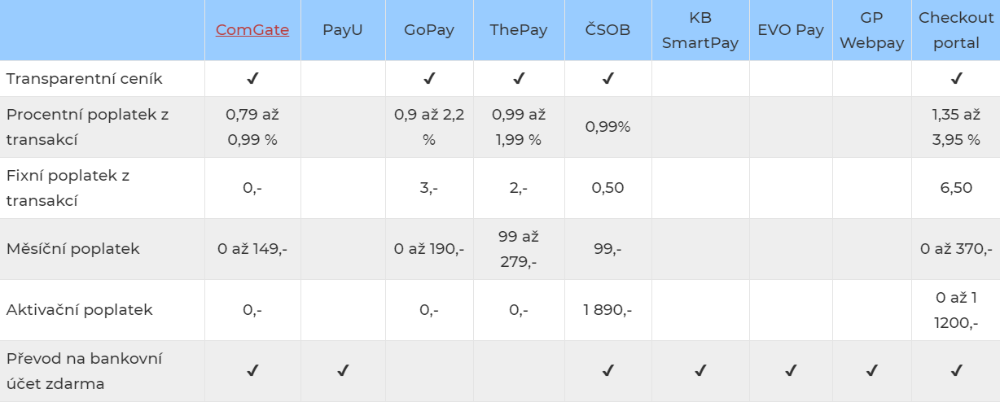 ComGate PayU GoPay ThePay ČSOB KB SmartPay EVO Pay GP Webpay Checkout portal
Transparentní ceník ✔ ✔ ✔ ✔ ✔
Procentní poplatek z transakcí 0,79 až 0,99 % 0,9 až 2,2 % 0,99 až 1,99 % 0,99% 1,35 až 3,95 %
Fixní poplatek z transakcí 0,- 3,- 2,- 0,50 6,50
Měsíční poplatek 0 až 149,- 0 až 190,- 99 až 279,- 99,- 0 až 370,-
Aktivační poplatek 0,- 0,- 0,- 1 890,- 0 až 1 1200,-
Převod na bankovní účet zdarma ✔ ✔ ✔ ✔ ✔ ✔ ✔